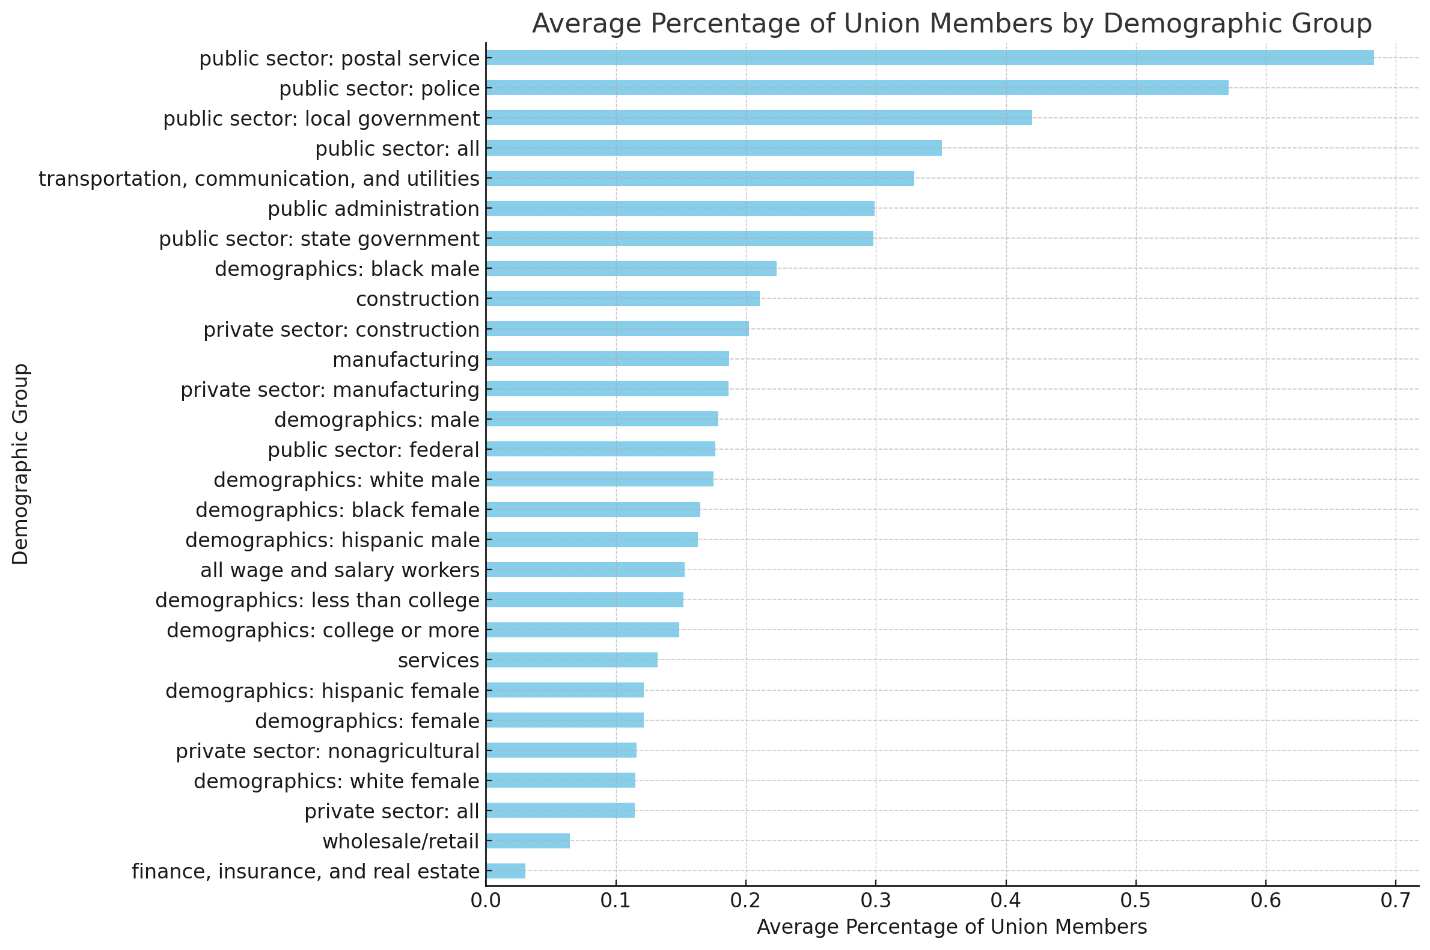 Average Percentage of Union Members by Demographic Group
public sector: postal service
public sector: police
public sector: local government
public sector: all
transportation, communication, and utilities
public administration
public sector: state government
demographics: black male
construction
private sector: construction
manufacturing
private sector: manufacturing
demographics: male
public sector: federal
demographics: white male
demographics: black female
demographics: hispanic male
all wage and salary workers
demographics: less than college
demographics: college or more
services
demographics: hispanic female
demographics: female
private sector: nonagricultural
demographics: white female
private sector: all
wholesale/retail
finance, insurance, and real estate
Demographic Group
0.0 0.1 0.2 0.3 0.4 0.5 0.6 0.7
Average Percentage of Union Members